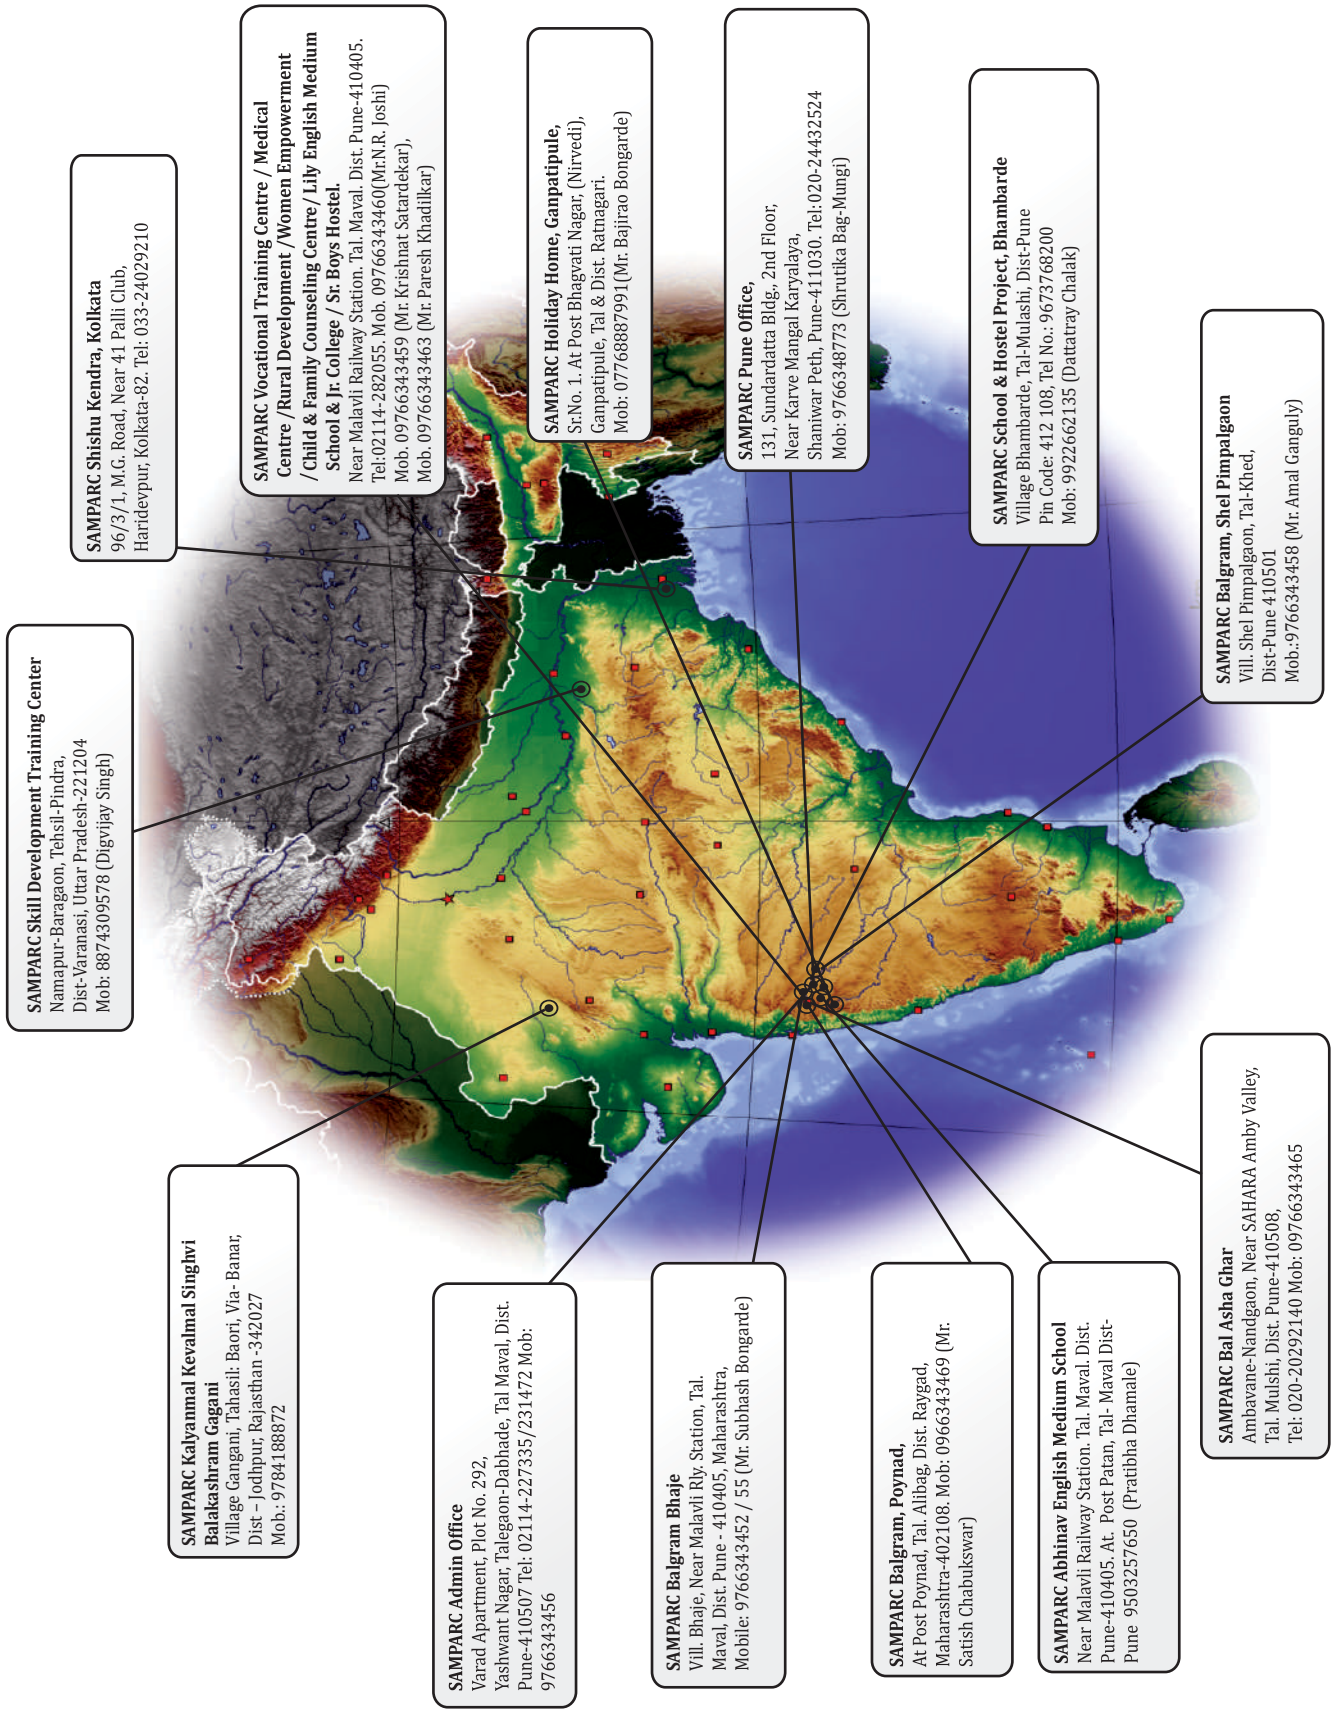 SAMPARC Kalyanmal Kevalmal Singhvi
Balakashram Gagani
Village Gangani, Tahasil: Baori, Via- Banar,
Dist – Jodhpur, Rajasthan -342027
Mob.: 9784188872
SAMPARC Skill Development Training Center
Namapur-Baragaon, Tehsil-Pindra,
Dist-Varanasi, Uttar Pradesh-221204
Mob: 8874309578 (Digvijay Singh)
SAMPARC Shishu Kendra, Kolkata
96/3/1, M.G. Road, Near 41 Palli Club,
Haridevpur, Kolkata-82. Tel: 033-24029210
SAMPARC Vocational Training Centre / Medical
Centre /Rural Development /Women Empowerment
/Child & Family Counseling Centre/ Lily English Medium
School & Jr. College / Sr. Boys Hostel.
Near Malavli Railway Station. Tal. Maval. Dist. Pune-410405.
Tel:02114-282055. Mob. 09766343460(Mr.N.R. Joshi)
Mob. 09766343459 (Mr. Krishnat Satardekar),
Mob. 09766343463 (Mr. Paresh Khadilkar)
SAMPARC Holiday Home, Ganpatipule,
Sr.No. 1. At Post Bhagvati Nagar, (Nirvedi),
Ganpatipule, Tal & Dist. Ratnagari.
Mob: 07768887991(Mr. Bajirao Bongarde)
SAMPARC Pune Office,
131, Sundardatta Bldg., 2nd Floor,
Near Karve Mangal Karyalaya,
Shaniwar Peth, Pune-411030. Tel:020-24432524
Mob: 9766348773 (Shrutika Bag-Mungi)
SAMPARC School & Hostel Project, Bhambarde
Village Bhambarde, Tal-Mulashi, Dist-Pune
Pin Code: 412 108, Tel No.: 9673768200
Mob: 9922662135 (Dattatray Chalak)
SAMPARC Balgram, Shel Pimpalgaon
Vill. Shel Pimpalgaon, Tal-Khed,
Dist-Pune 410501
Mob.:9766343458 (Mr. Amal Ganguly)
SAMPARC Admin Office
Varad Apartment, Plot No. 292,
Yashwant Nagar, Talegaon-Dabhade, Tal Maval, Dist.
Pune-410507 Tel: 02114-227335/231472 Mob:
9766343456
SAMPARC Balgram Bhaje
Vill. Bhaje, Near Malavli Rly. Station, Tal.
Maval, Dist. Pune - 410405, Maharashtra,
Mobile: 9766343452 / 55 (Mr. Subhash Bongarde)
SAMPARC Balgram, Poynad,
At Post Poynad, Tal. Alibag, Dist. Raygad,
Maharashtra-402108. Mob: 09663434​69 (Mr.
Satish Chabukswar)
SAMPARC Abhinav English Medium School
Near Malavli Railway Station. Tal. Maval. Dist.
Pune-410405. At. Post Patan, Tal- Maval Dist-
Pune 9503257650 (Pratibha Dhamale)
SAMPARC Bal Asha Ghar
Ambavane-Nandgaon, Near SAHARA Amby Valley,
Tal. Mulshi, Dist. Pune-410508,
Tel: 020-20292140 Mob: 09766343465